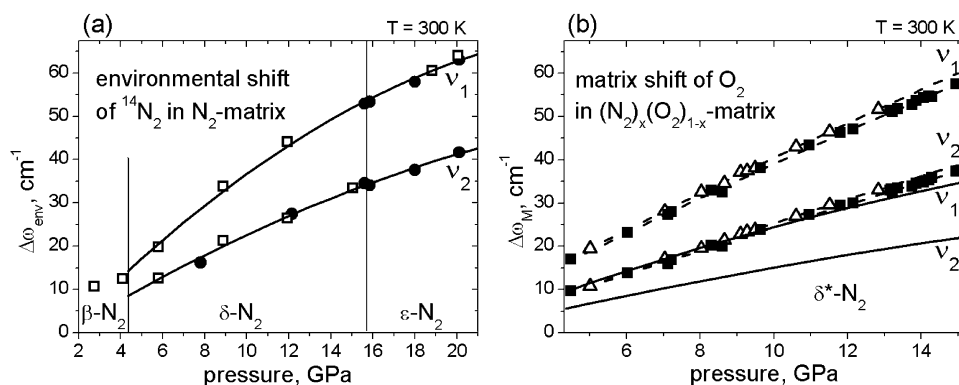 (a)
T = 300 K
environmental shift
of ¹⁴N₂ in N₂-matrix
ν₁
ν₂
β-N₂
δ-N₂
ε-N₂
Δω_env, cm⁻¹
0
10
20
30
40
50
60
2
4
6
8
10
12
14
16
18
20
pressure, GPa
(b)
T = 300 K
matrix shift of O₂
in (N₂)ₓ(O₂)₁₋ₓ-matrix
ν₁
ν₂
ν₁
ν₂
δ*-N₂
Δω_M, cm⁻¹
0
10
20
30
40
50
60
6
8
10
12
14
pressure, GPa